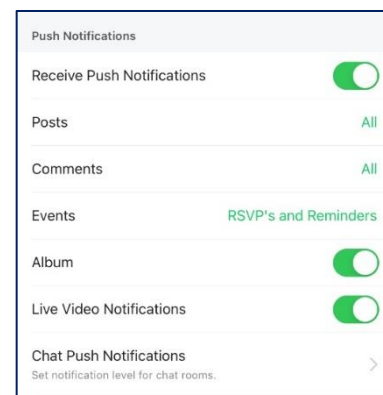 Push Notifications
Receive Push Notifications
Posts All
Comments All
Events RSVP's and Reminders
Album
Live Video Notifications
Chat Push Notifications
Set notification level for chat rooms.